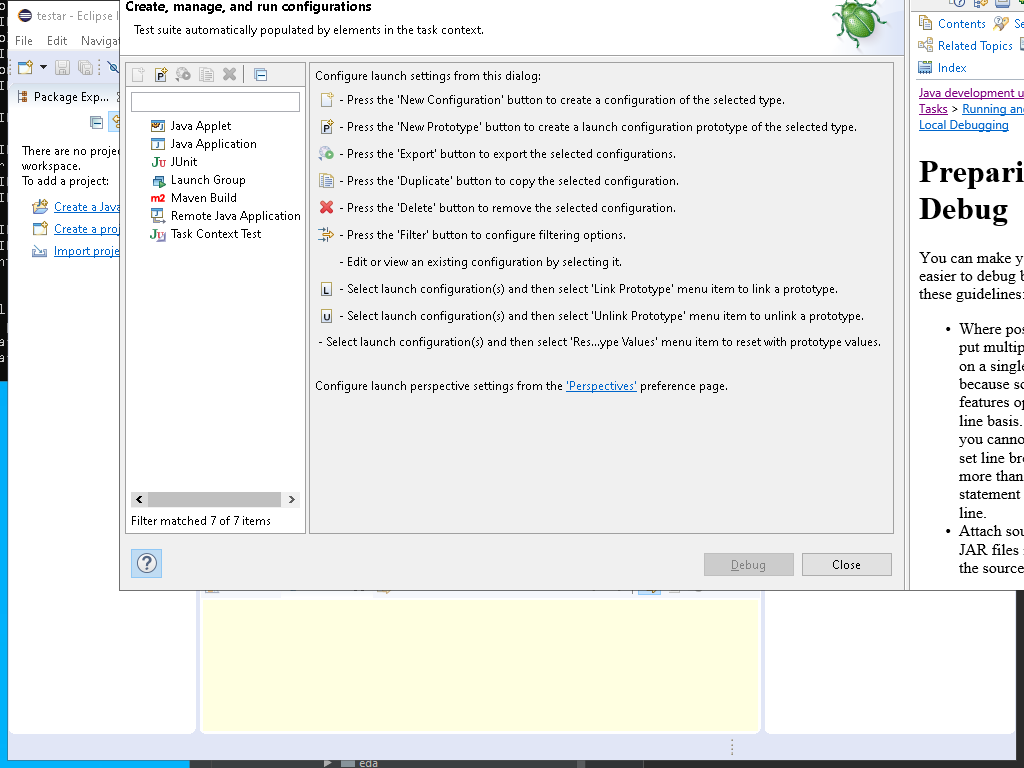 testar - Eclipse
File Edit Navigat
Package Exp...
There are no proje
workspace.
To add a project:
Create a Java
Create a proj
Import proje
Create, manage, and run configurations
Test suite automatically populated by elements in the task context.
Java Applet
Java Application
JUnit
Launch Group
Maven Build
Remote Java Application
Task Context Test
Filter matched 7 of 7 items
Configure launch settings from this dialog:
- Press the 'New Configuration' button to create a configuration of the selected type.
- Press the 'New Prototype' button to create a launch configuration prototype of the selected type.
- Press the 'Export' button to export the selected configurations.
- Press the 'Duplicate' button to copy the selected configuration.
- Press the 'Delete' button to remove the selected configuration.
- Press the 'Filter' button to configure filtering options.
- Edit or view an existing configuration by selecting it.
- Select launch configuration(s) and then select 'Link Prototype' menu item to link a prototype.
- Select launch configuration(s) and then select 'Unlink Prototype' menu item to unlink a prototype.
- Select launch configuration(s) and then select 'Res...ype Values' menu item to reset with prototype values.
Configure launch perspective settings from the 'Perspectives' preference page.
Debug
Close
Contents Se
Related Topics
Index
Java development u
Tasks > Running and
Local Debugging
Prepari
Debug
You can make y
easier to debug b
these guidelines:
• Where pos
put multip
on a single
because so
features op
line basis.
you canno
set line bre
more than
statement
line.
• Attach sou
JAR files
the source
eda